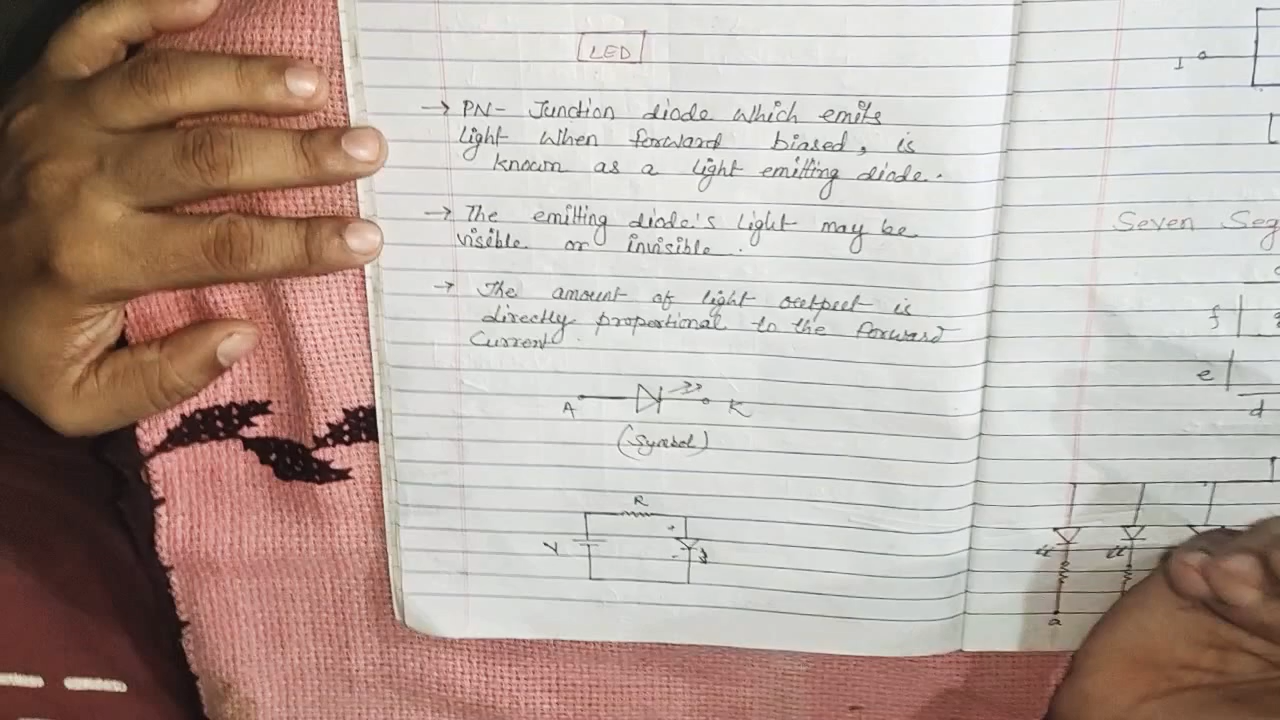 LED
→ PN- Junction diode which emits
light when forward biased, is
known as a light emitting diode.
→ The emitting diode's light may be
visible or invisible.
→ The amount of light output is
directly proportional to the forward
Current.
A K
(Symbol)
R
V
+
-
I
Seven Seg
f
e
d
a